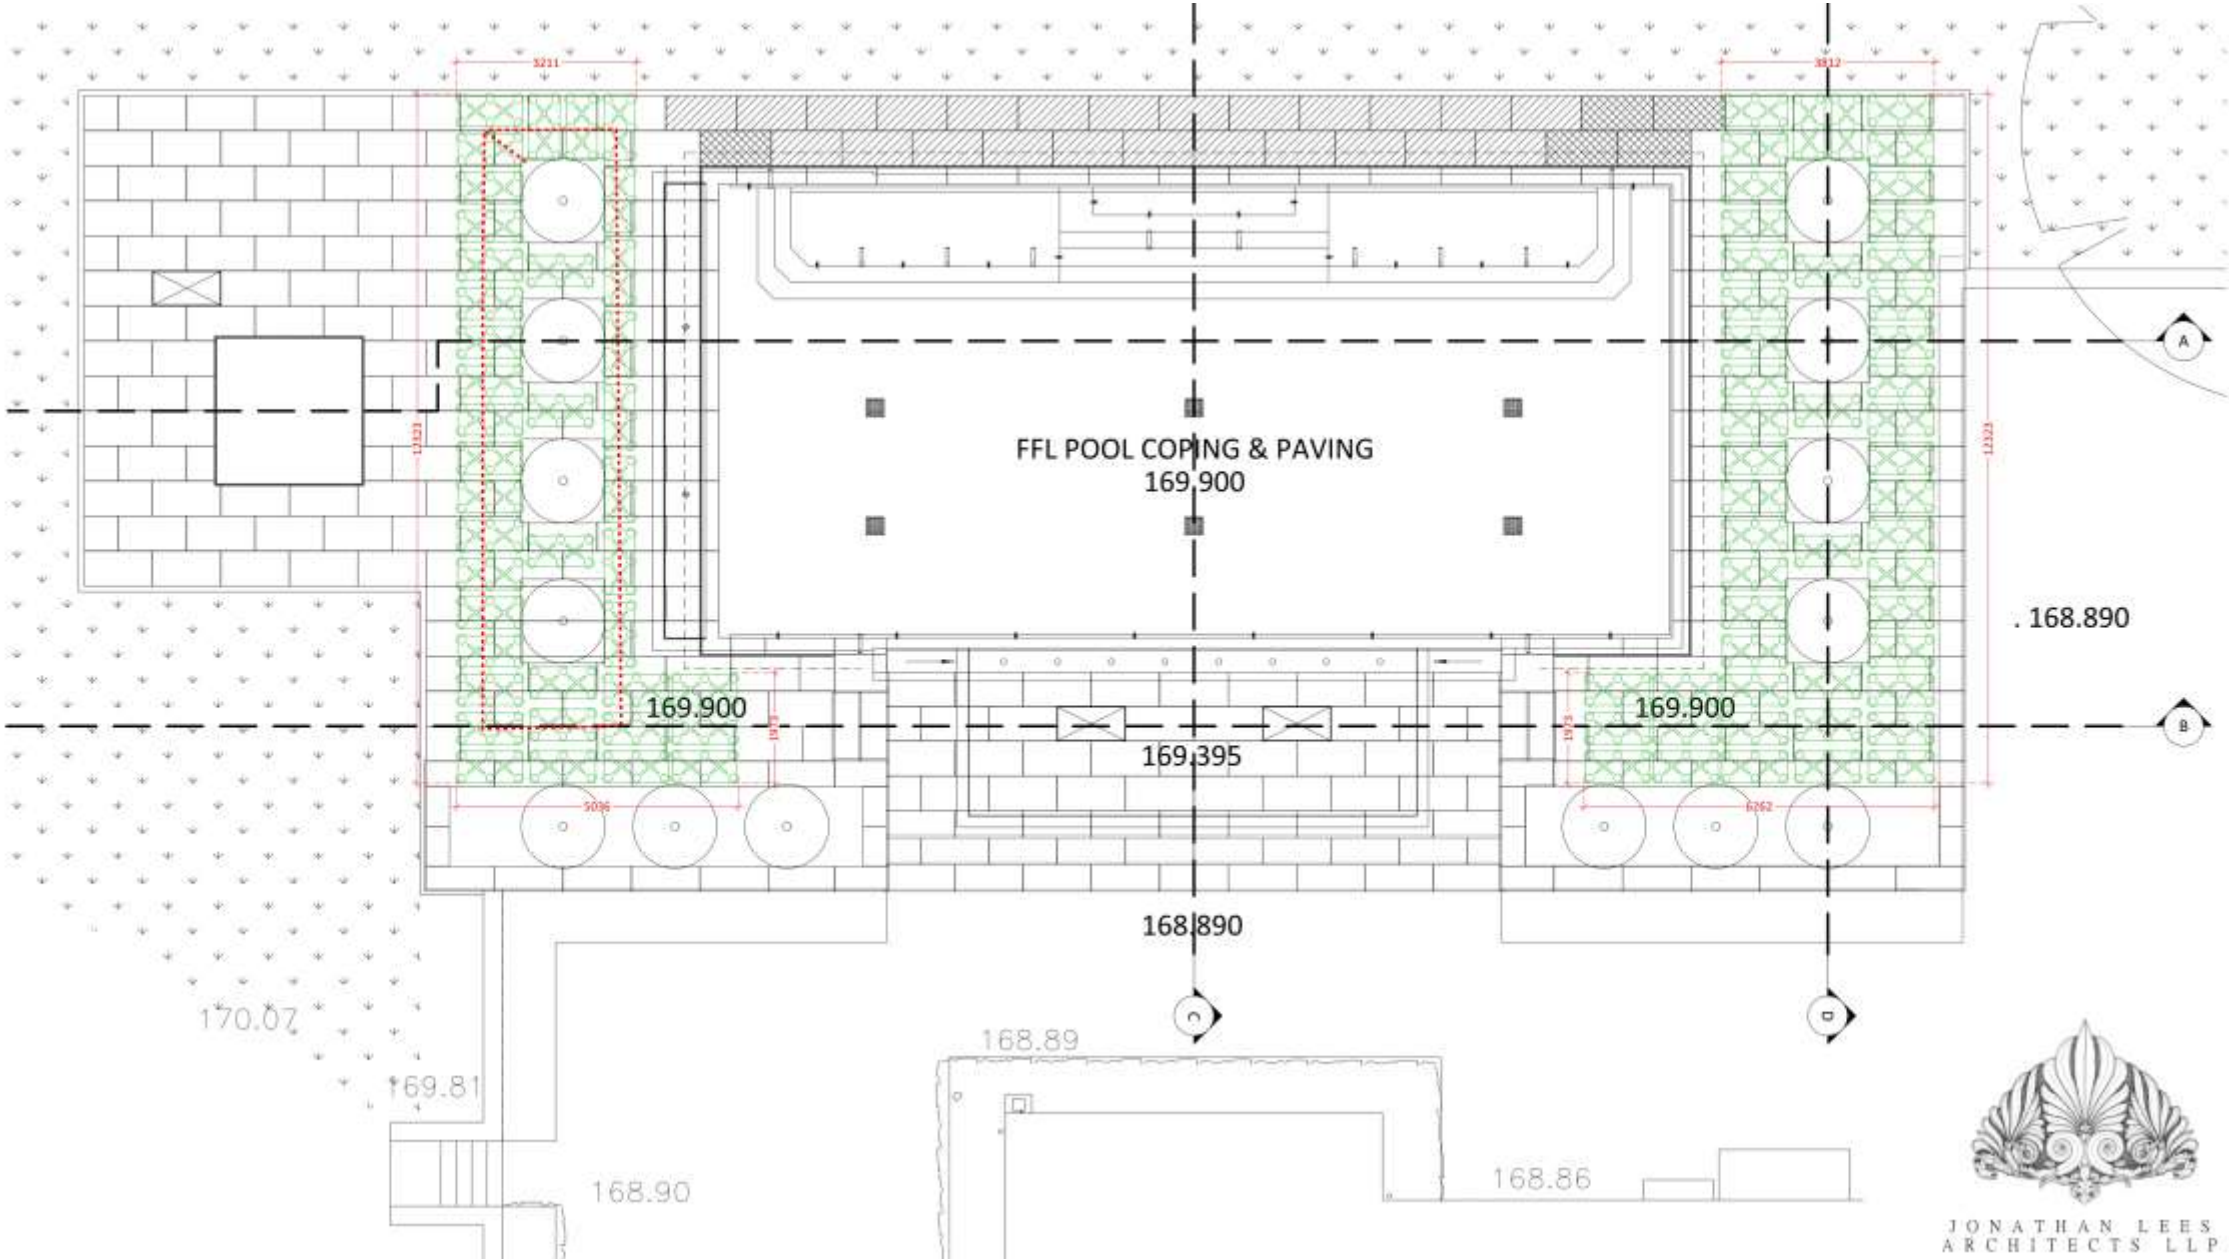 3211
3812
A
12323
12323
FFL POOL COPING & PAVING
169.900
. 168.890
169.900
169.900
1973
1973
B
169.395
5036
6262
168.890
170.07
C
D
168.89
169.81
168.90
168.86
JONATHAN LEES
ARCHITECTS LLP